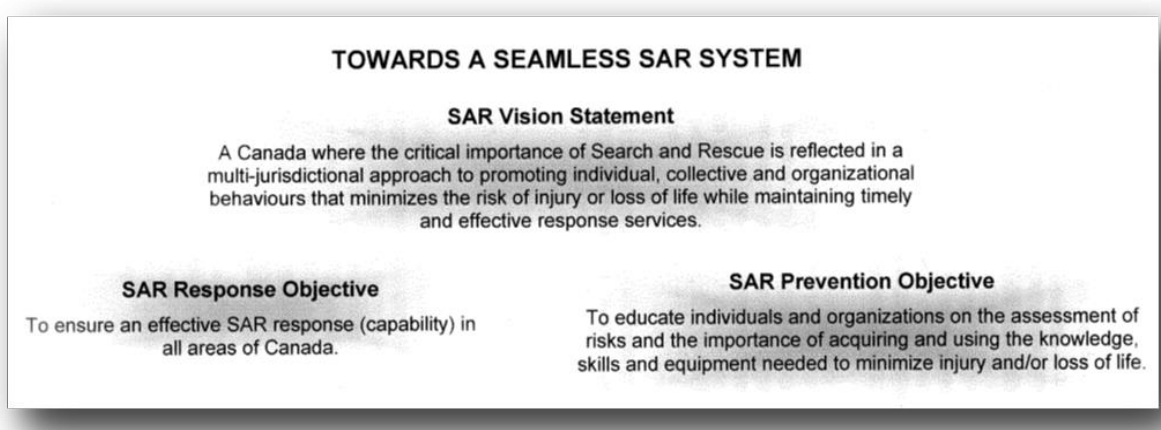 TOWARDS A SEAMLESS SAR SYSTEM
SAR Vision Statement
A Canada where the critical importance of Search and Rescue is reflected in a
multi-jurisdictional approach to promoting individual, collective and organizational
behaviours that minimizes the risk of injury or loss of life while maintaining timely
and effective response services.
SAR Response Objective
To ensure an effective SAR response (capability) in
all areas of Canada.
SAR Prevention Objective
To educate individuals and organizations on the assessment of
risks and the importance of acquiring and using the knowledge,
skills and equipment needed to minimize injury and/or loss of life.